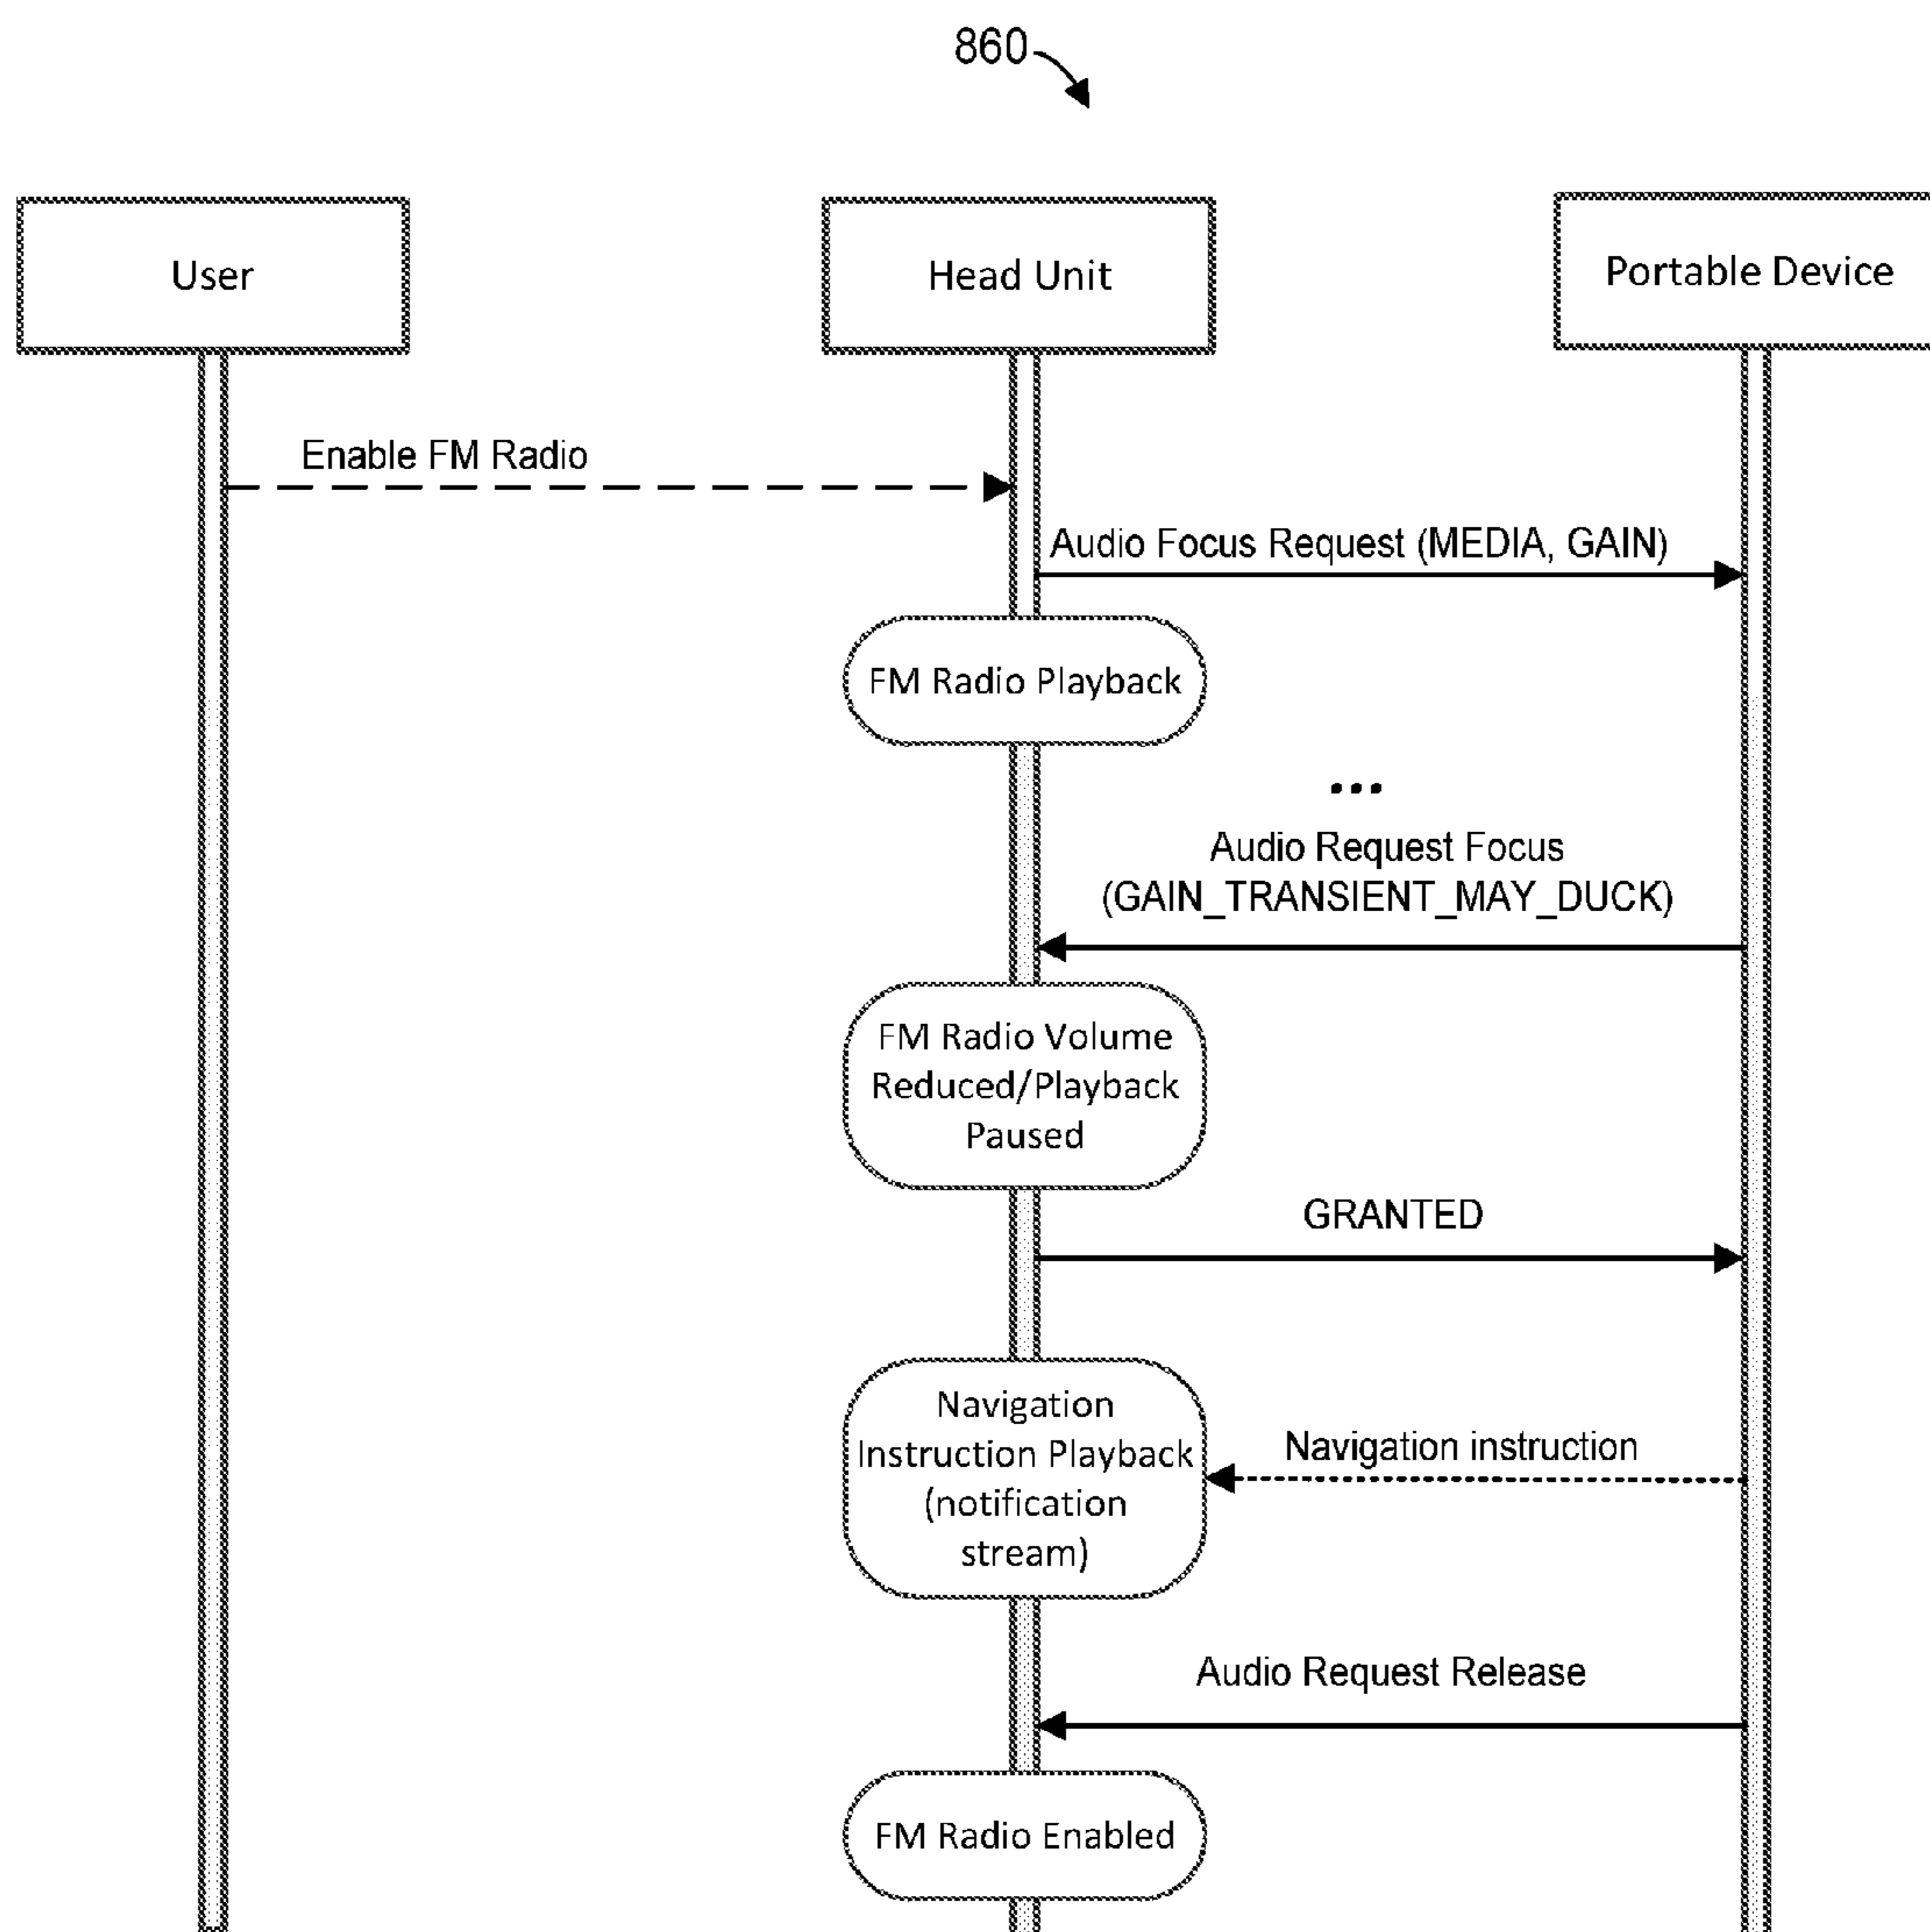 860
User
Head Unit
Portable Device
Enable FM Radio
Audio Focus Request (MEDIA, GAIN)
FM Radio Playback
...
Audio Request Focus
(GAIN_TRANSIENT_MAY_DUCK)
FM Radio Volume
Reduced/Playback
Paused
GRANTED
Navigation
Instruction Playback
(notification
stream)
Navigation instruction
Audio Request Release
FM Radio Enabled